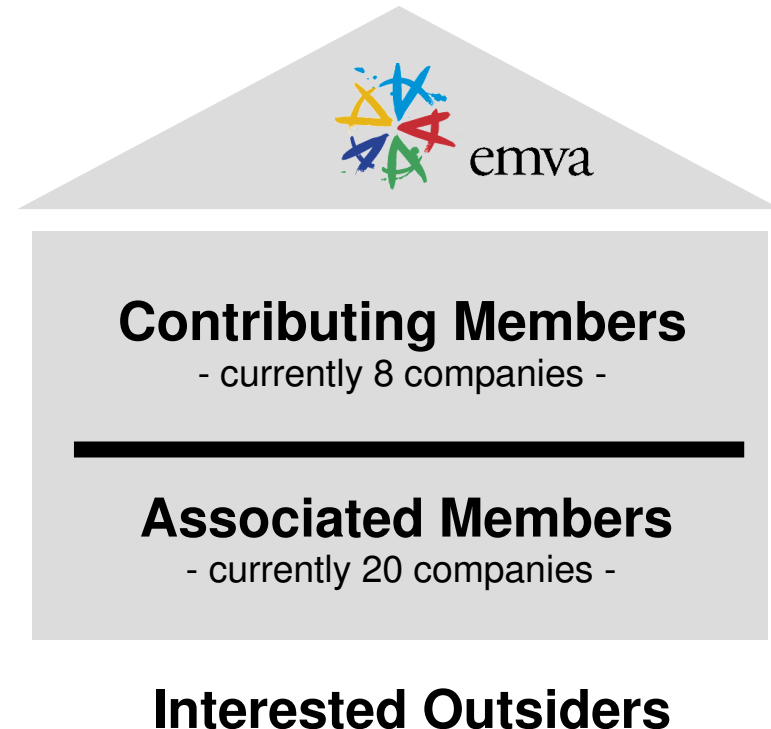 emva
Contributing Members
- currently 8 companies -
Associated Members
- currently 20 companies -
Interested Outsiders